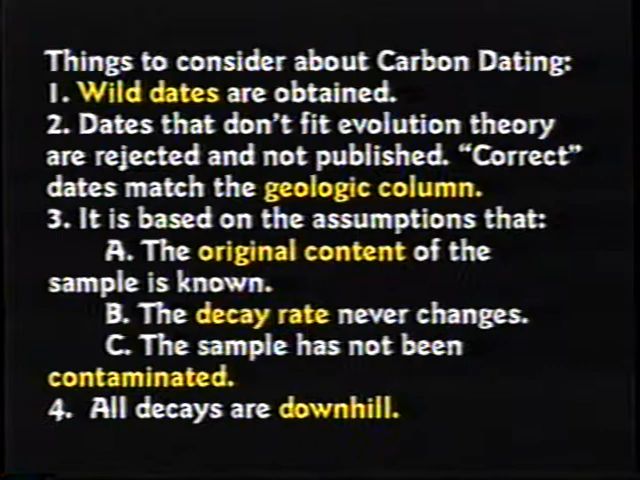 Things to consider about Carbon Dating:
1. Wild dates are obtained.
2. Dates that don't fit evolution theory
are rejected and not published. "Correct"
dates match the geologic column.
3. It is based on the assumptions that:
A. The original content of the
sample is known.
B. The decay rate never changes.
C. The sample has not been
contaminated.
4. All decays are downhill.